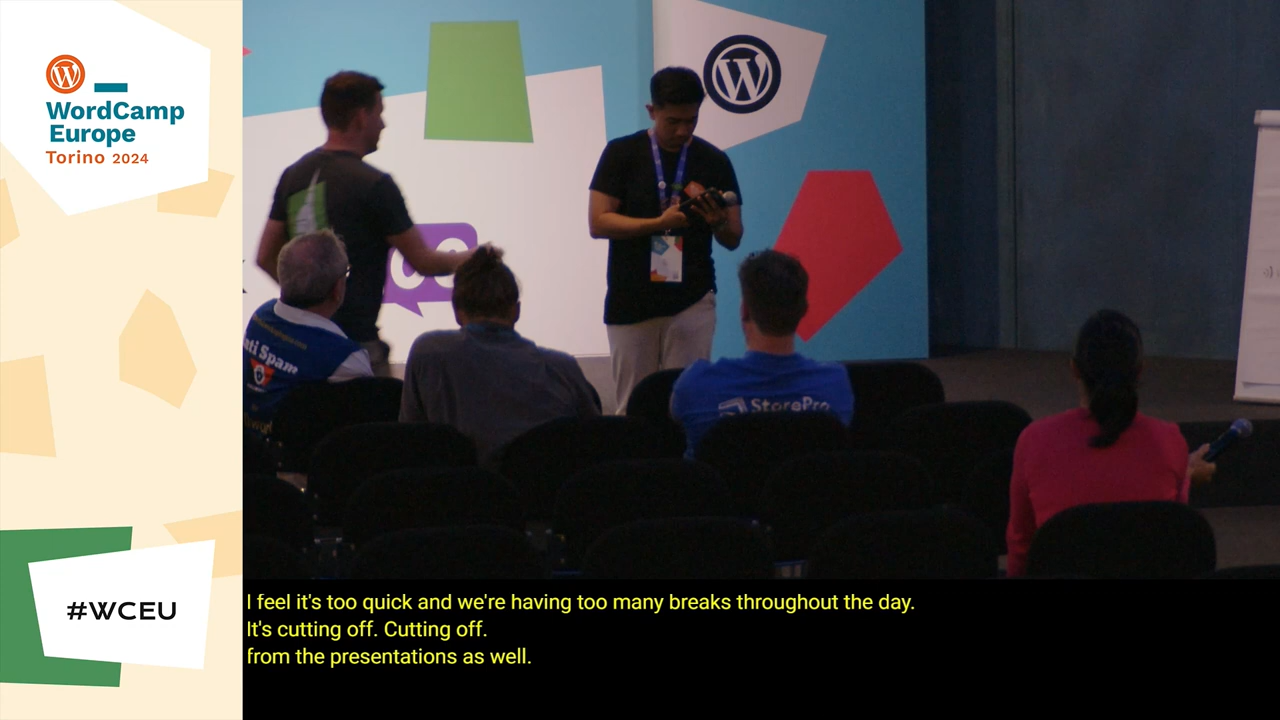 WordCamp
Europe
Torino 2024
#WCEU
nti Spam
StorePro
I feel it's too quick and we're having too many breaks throughout the day.
It's cutting off. Cutting off.
from the presentations as well.